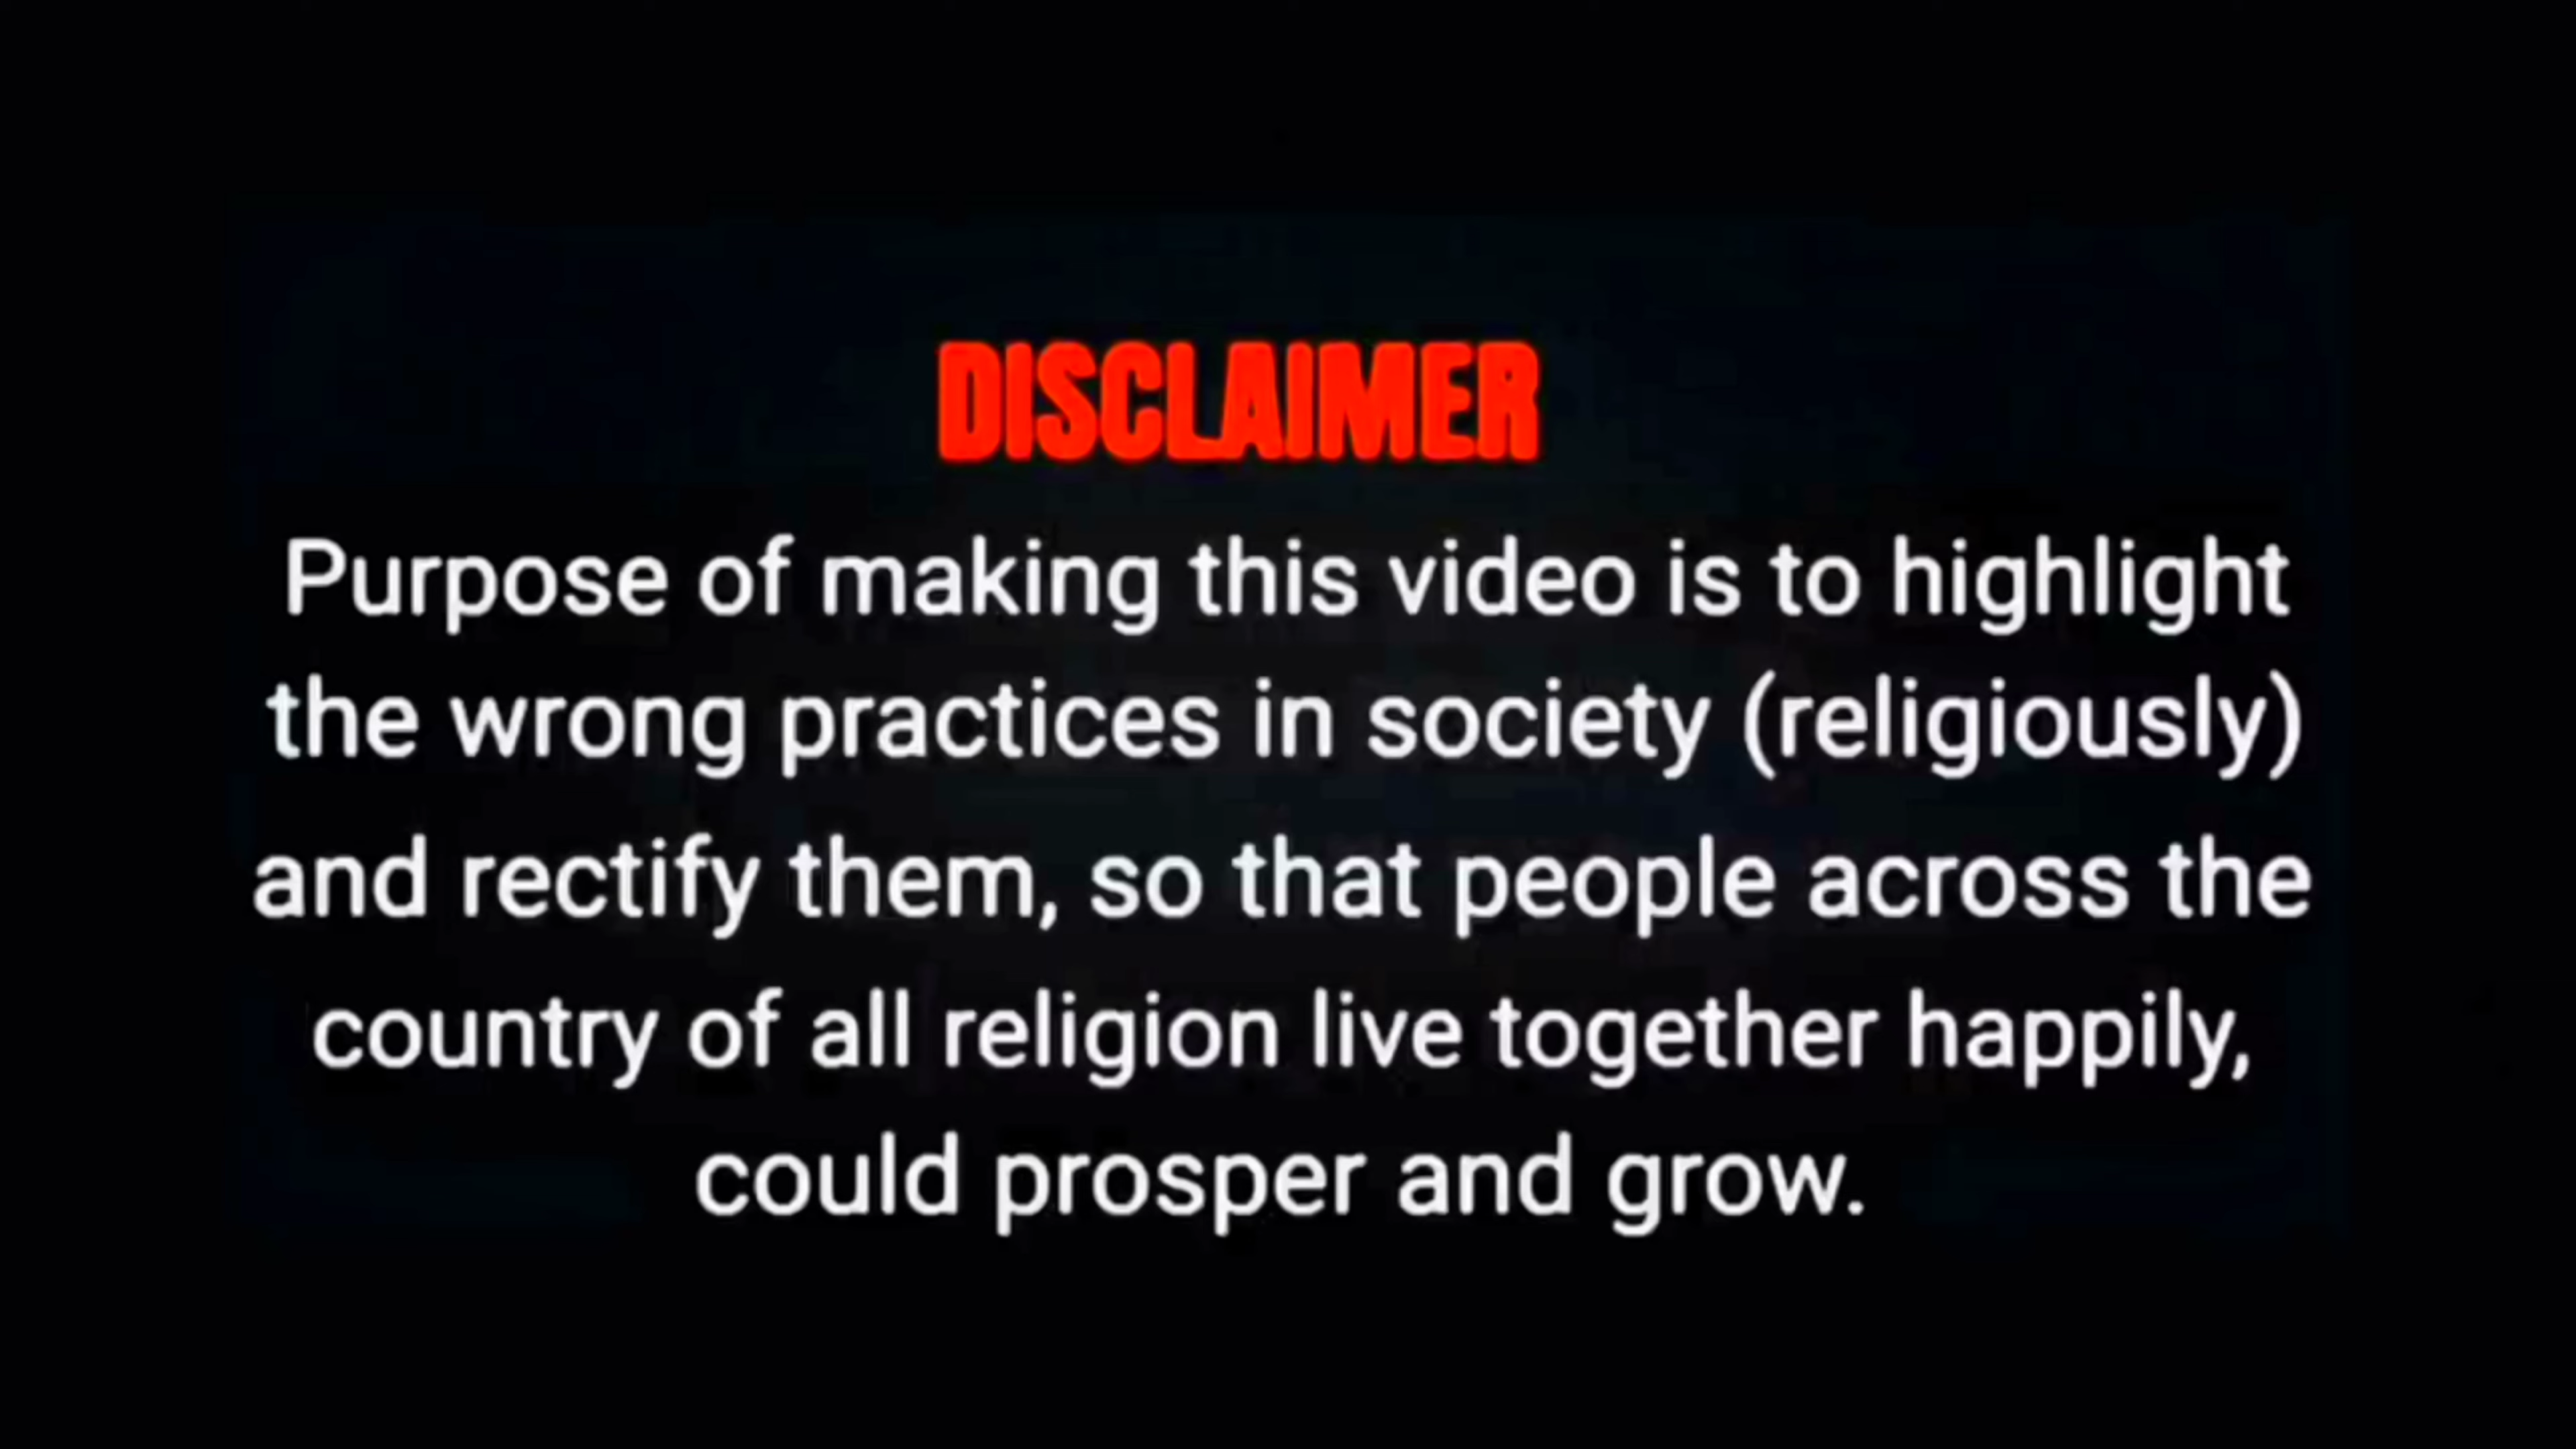 DISCLAIMER
Purpose of making this video is to highlight
the wrong practices in society (religiously)
and rectify them, so that people across the
country of all religion live together happily,
could prosper and grow.